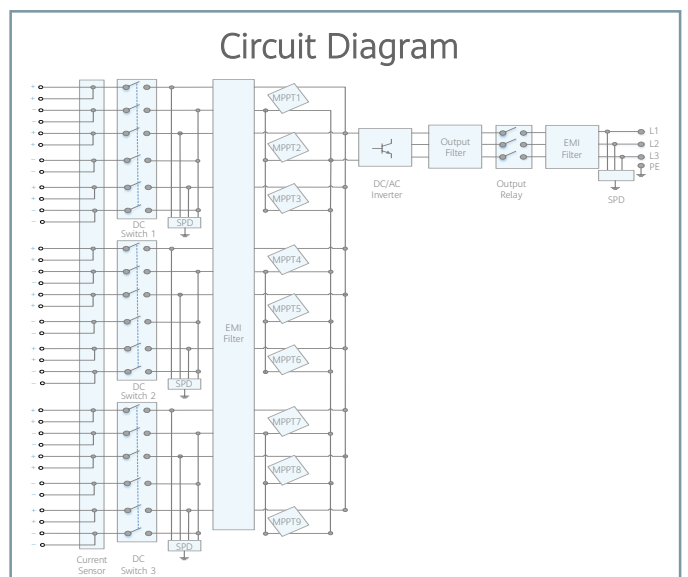 Circuit Diagram
+
+
−
−
+
+
−
−
+
+
−
−
DC
Switch 1
SPD
+
+
−
−
+
+
−
−
+
+
−
−
DC
Switch 2
SPD
+
+
−
−
+
+
−
−
+
+
−
−
Current
Sensor
DC
Switch 3
SPD
EMI
Filter
MPPT1
MPPT2
MPPT3
MPPT4
MPPT5
MPPT6
MPPT7
MPPT8
MPPT9
DC/AC
Inverter
Output
Filter
Output
Relay
EMI
Filter
L1
L2
L3
PE
SPD